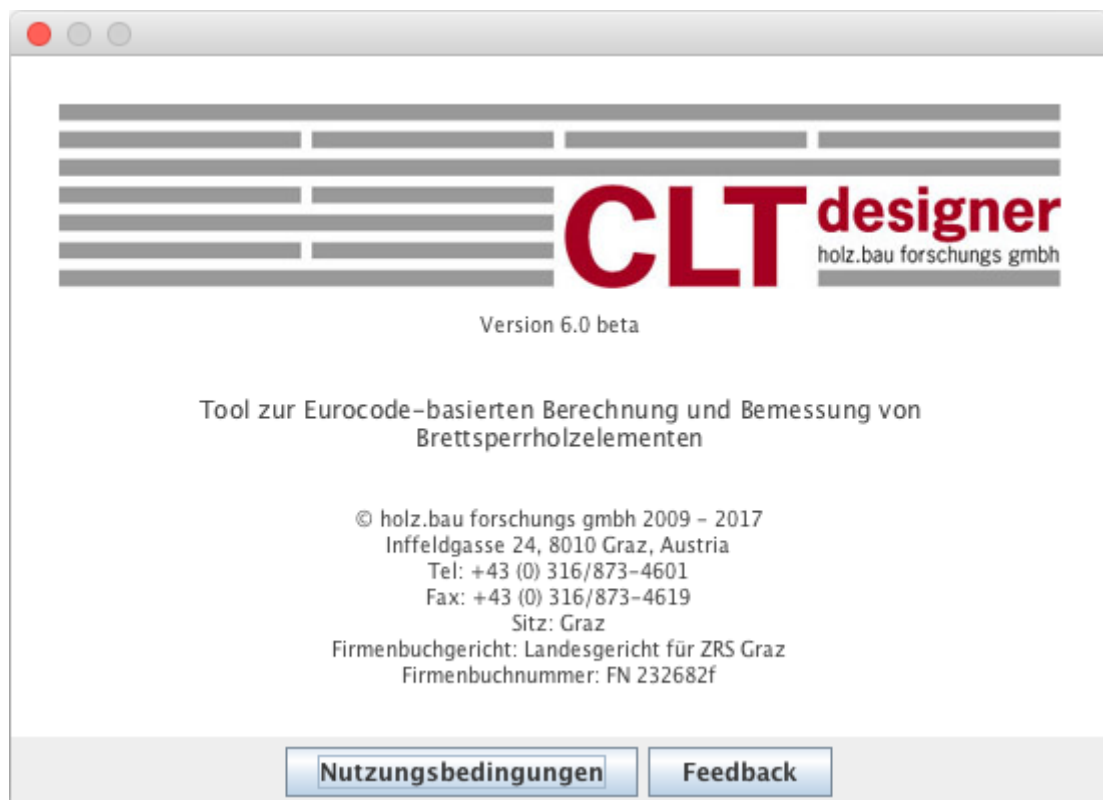 CLT designer
holz.bau forschungs gmbh
Version 6.0 beta
Tool zur Eurocode-basierten Berechnung und Bemessung von
Brettsperrholzelementen
© holz.bau forschungs gmbh 2009 - 2017
Inffeldgasse 24, 8010 Graz, Austria
Tel: +43 (0) 316/873-4601
Fax: +43 (0) 316/873-4619
Sitz: Graz
Firmenbuchgericht: Landesgericht für ZRS Graz
Firmenbuchnummer: FN 232682f
Nutzungsbedingungen Feedback